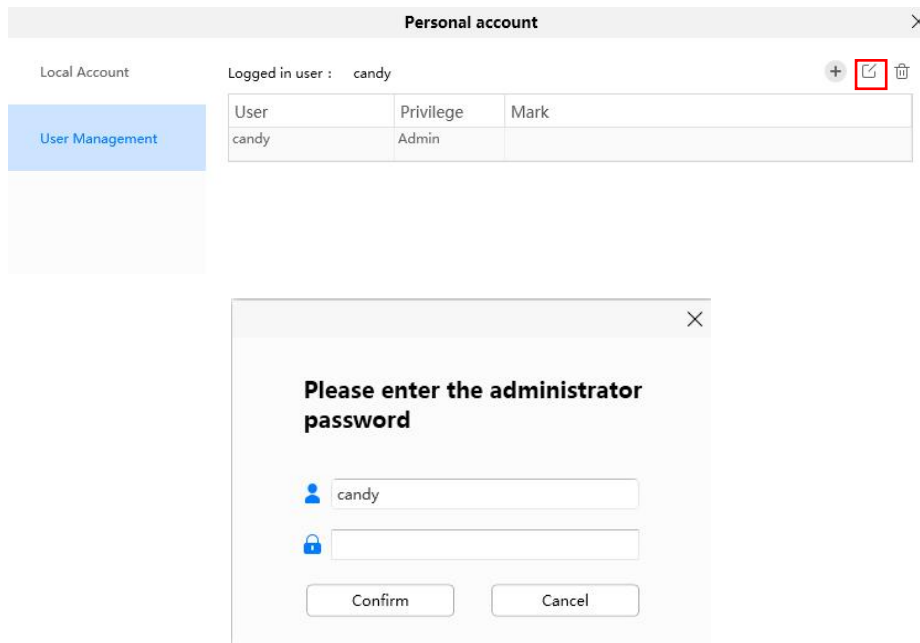 Personal account
Local Account
Logged in user : candy
User Privilege Mark
User Management
candy Admin
Please enter the administrator
password
candy
Confirm Cancel